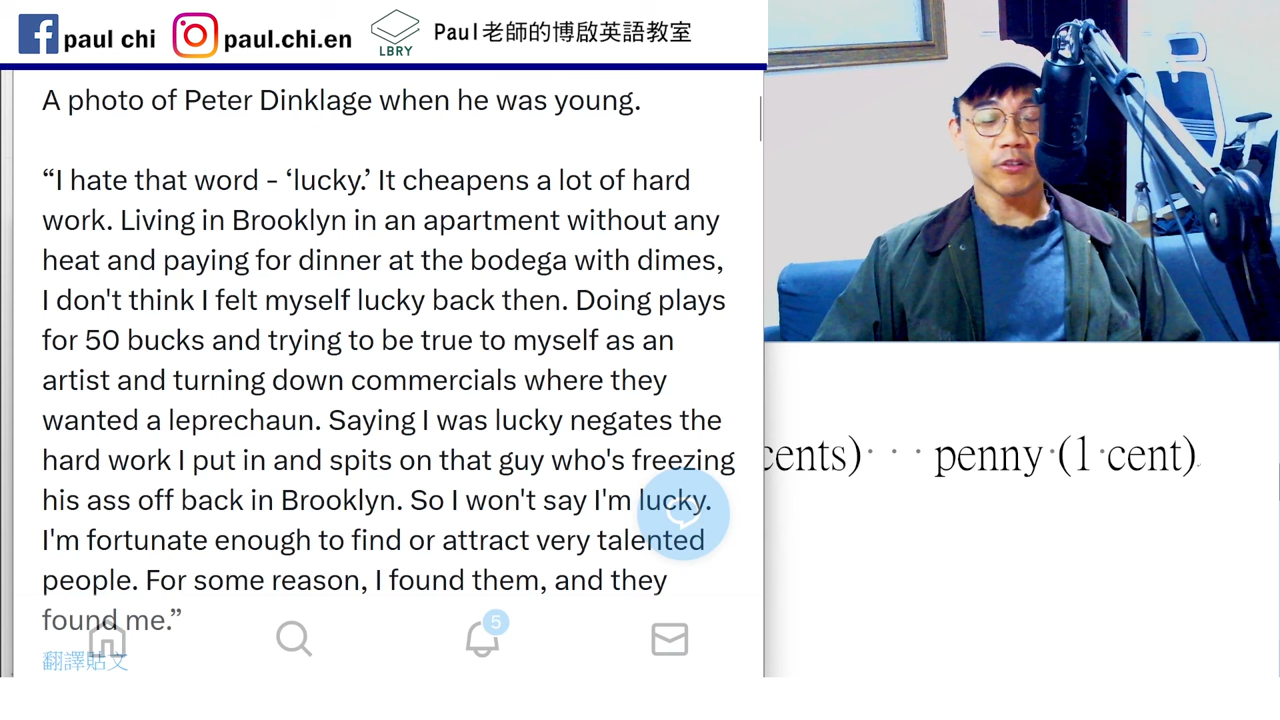 paul chi
paul.chi.en
LBRY
Paul老師的博啟英語教室
A photo of Peter Dinklage when he was young.
“I hate that word - ‘lucky.’ It cheapens a lot of hard
work. Living in Brooklyn in an apartment without any
heat and paying for dinner at the bodega with dimes,
I don't think I felt myself lucky back then. Doing plays
for 50 bucks and trying to be true to myself as an
artist and turning down commercials where they
wanted a leprechaun. Saying I was lucky negates the
hard work I put in and spits on that guy who's freezing
his ass off back in Brooklyn. So I won't say I'm lucky.
I'm fortunate enough to find or attract very talented
people. For some reason, I found them, and they
found me.”
5
翻譯貼文
cents)· · · penny·(1·cent)